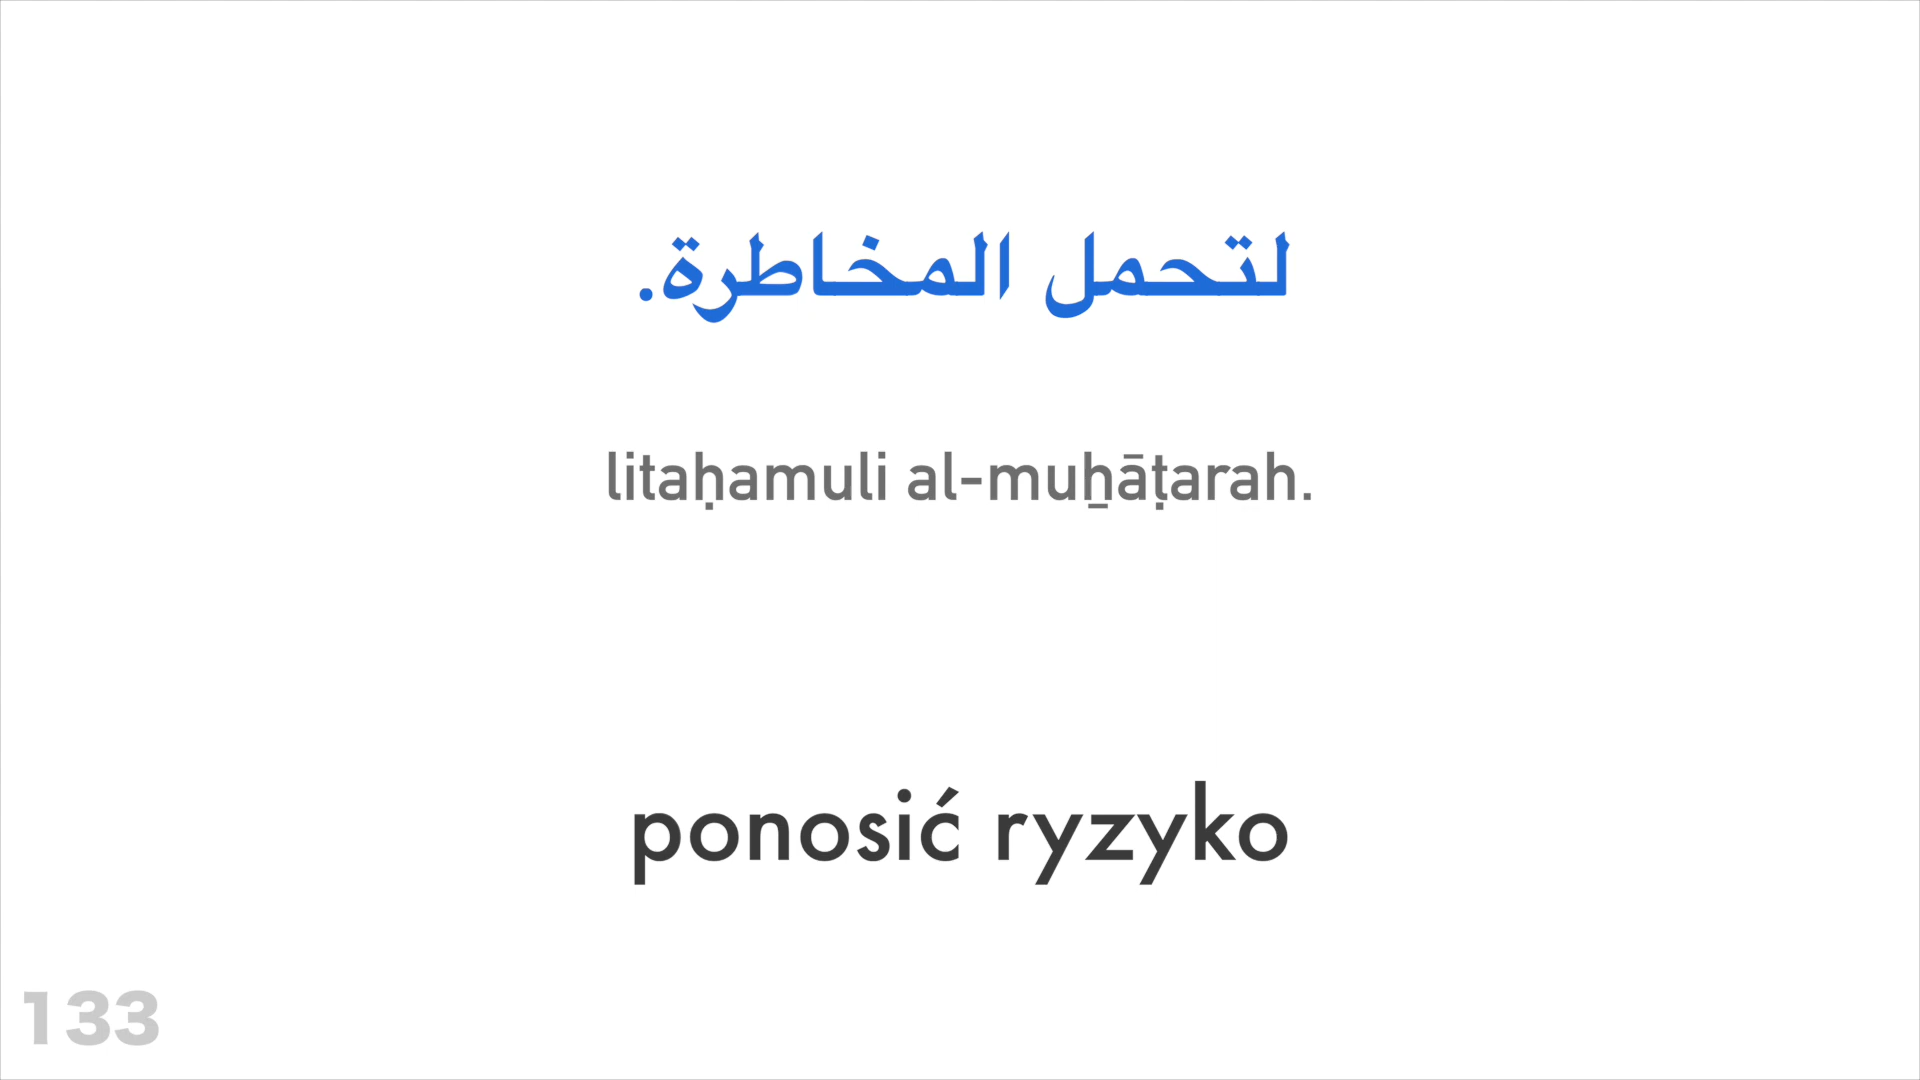 لتحمل المخاطرة.
litaḥamuli al-muẖāṭarah.
ponosić ryzyko
133